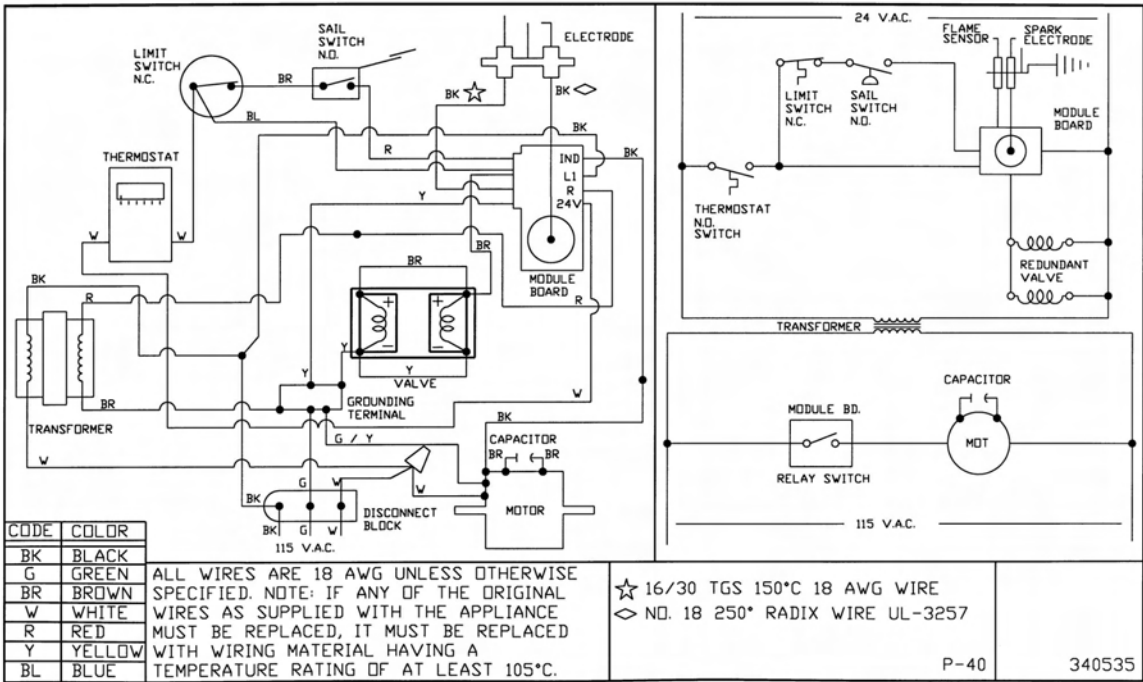 LIMIT
SWITCH
N.C.
SAIL
SWITCH
N.O.
ELECTRODE
BR
BK ☆
BK ◇
BL
BK
R
BK
THERMOSTAT
IND
L1
R
24V
Y
W
W
BR
BK
R
BR
MODULE
BOARD
R
+
+
-
-
Y
Y
Y
VALVE
BR
GROUNDING
TERMINAL
W
TRANSFORMER
BK
G / Y
CAPACITOR
BR
BR
W
G
W
W
BK
DISCONNECT
BLOCK
MOTOR
BK
G
W
115 V.A.C.
24 V.A.C.
FLAME
SENSOR
SPARK
ELECTRODE
LIMIT
SWITCH
N.C.
SAIL
SWITCH
N.O.
MODULE
BOARD
THERMOSTAT
N.O.
SWITCH
REDUNDANT
VALVE
TRANSFORMER
CAPACITOR
MODULE BD.
MOT
RELAY SWITCH
115 V.A.C.
CODE COLOR
BK BLACK
G GREEN
BR BROWN
W WHITE
R RED
Y YELLOW
BL BLUE
ALL WIRES ARE 18 AWG UNLESS OTHERWISE
SPECIFIED. NOTE: IF ANY OF THE ORIGINAL
WIRES AS SUPPLIED WITH THE APPLIANCE
MUST BE REPLACED, IT MUST BE REPLACED
WITH WIRING MATERIAL HAVING A
TEMPERATURE RATING OF AT LEAST 105°C.
☆ 16/30 TGS 150°C 18 AWG WIRE
◇ NO. 18 250° RADIX WIRE UL-3257
P-40
340535